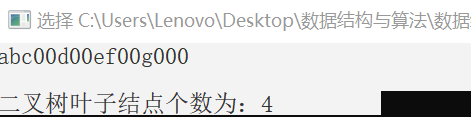 选择 C:\Users\Lenovo\Desktop\数据结构与算法\数据
abc00d00ef00g000
二叉树叶子结点个数为：4